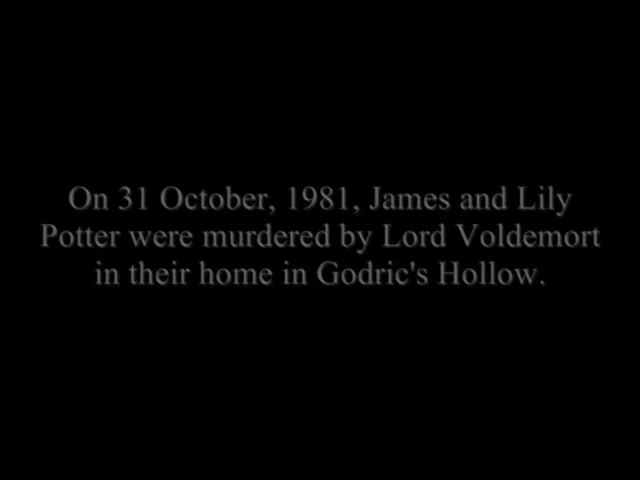 On 31 October, 1981, James and Lily
Potter were murdered by Lord Voldemort
in their home in Godric's Hollow.